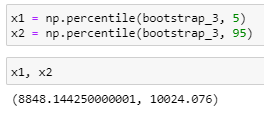 x1 = np.percentile(bootstrap_3, 5)
x2 = np.percentile(bootstrap_3, 95)
x1, x2
(8848.144250000001, 10024.076)